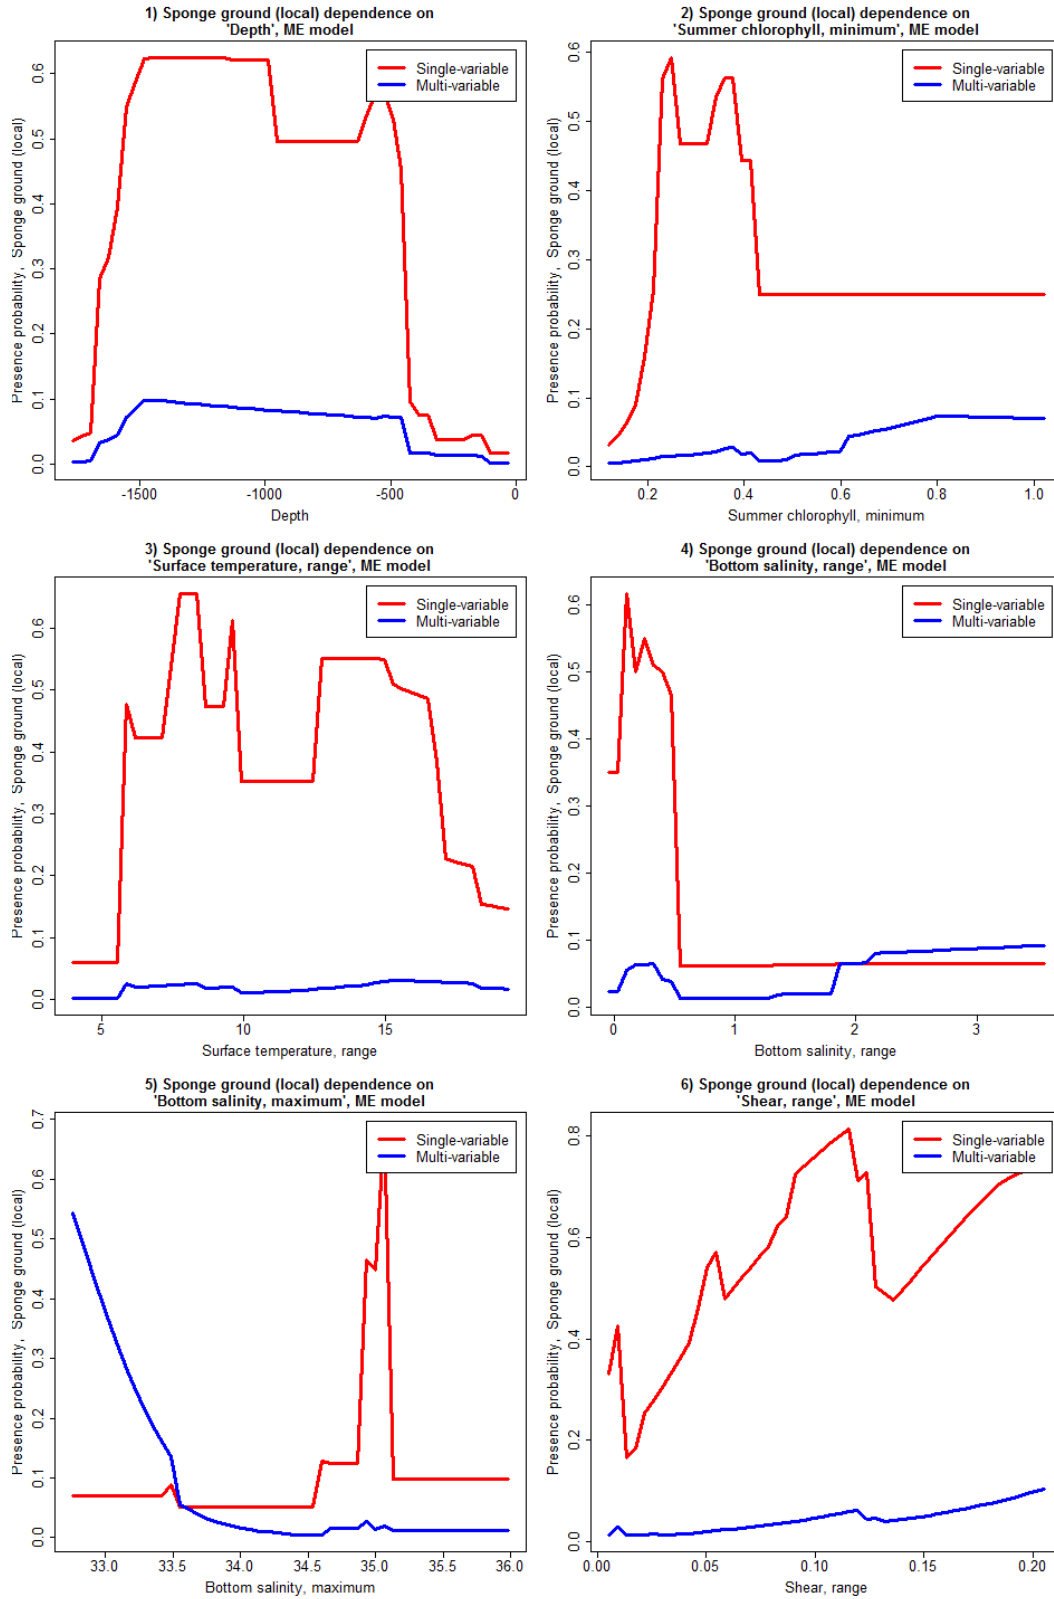 1) Sponge ground (local) dependence on
'Depth', ME model
Presence probability, Sponge ground (local)
0.0 0.1 0.2 0.3 0.4 0.5 0.6
Single-variable
Multi-variable
-1500 -1000 -500 0
Depth
2) Sponge ground (local) dependence on
'Summer chlorophyll, minimum', ME model
Presence probability, Sponge ground (local)
0.0 0.1 0.2 0.3 0.4 0.5 0.6
Single-variable
Multi-variable
0.2 0.4 0.6 0.8 1.0
Summer chlorophyll, minimum
3) Sponge ground (local) dependence on
'Surface temperature, range', ME model
Presence probability, Sponge ground (local)
0.0 0.1 0.2 0.3 0.4 0.5 0.6
Single-variable
Multi-variable
5 10 15
Surface temperature, range
4) Sponge ground (local) dependence on
'Bottom salinity, range', ME model
Presence probability, Sponge ground (local)
0.0 0.1 0.2 0.3 0.4 0.5 0.6
Single-variable
Multi-variable
0 1 2 3
Bottom salinity, range
5) Sponge ground (local) dependence on
'Bottom salinity, maximum', ME model
Presence probability, Sponge ground (local)
0.0 0.1 0.2 0.3 0.4 0.5 0.6 0.7
Single-variable
Multi-variable
33.0 33.5 34.0 34.5 35.0 35.5 36.0
Bottom salinity, maximum
6) Sponge ground (local) dependence on
'Shear, range', ME model
Presence probability, Sponge ground (local)
0.0 0.2 0.4 0.6 0.8
Single-variable
Multi-variable
0.00 0.05 0.10 0.15 0.20
Shear, range